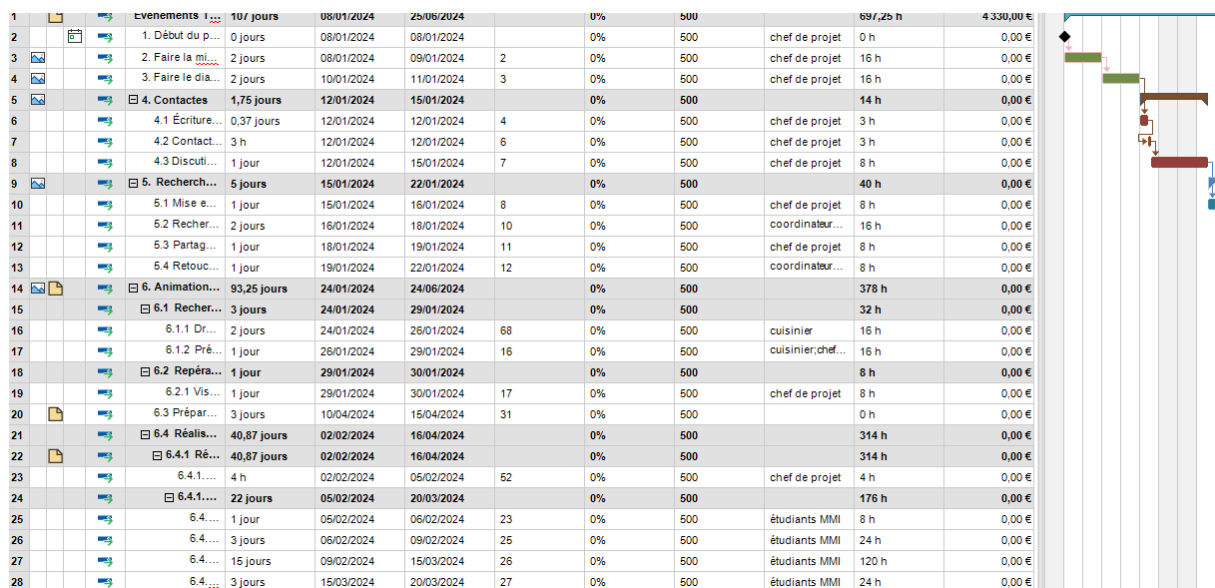 1 Evènements T... 107 jours 08/01/2024 25/06/2024 0% 500 697,25 h 4 330,00 €
2 1. Début du p... 0 jours 08/01/2024 08/01/2024 0% 500 chef de projet 0 h 0,00 €
3 2. Faire la mi... 2 jours 08/01/2024 09/01/2024 2 0% 500 chef de projet 16 h 0,00 €
4 3. Faire le dia... 2 jours 10/01/2024 11/01/2024 3 0% 500 chef de projet 16 h 0,00 €
5 4. Contactes 1,75 jours 12/01/2024 15/01/2024 0% 500 14 h 0,00 €
6 4.1 Écriture... 0,37 jours 12/01/2024 12/01/2024 4 0% 500 chef de projet 3 h 0,00 €
7 4.2 Contact... 3 h 12/01/2024 12/01/2024 6 0% 500 chef de projet 3 h 0,00 €
8 4.3 Discuti... 1 jour 12/01/2024 15/01/2024 7 0% 500 chef de projet 8 h 0,00 €
9 5. Recherch... 5 jours 15/01/2024 22/01/2024 0% 500 40 h 0,00 €
10 5.1 Mise e... 1 jour 15/01/2024 16/01/2024 8 0% 500 chef de projet 8 h 0,00 €
11 5.2 Recher... 2 jours 16/01/2024 18/01/2024 10 0% 500 coordinateur... 16 h 0,00 €
12 5.3 Partag... 1 jour 18/01/2024 19/01/2024 11 0% 500 chef de projet 8 h 0,00 €
13 5.4 Retouc... 1 jour 19/01/2024 22/01/2024 12 0% 500 coordinateur... 8 h 0,00 €
14 6. Animation... 93,25 jours 24/01/2024 24/06/2024 0% 500 378 h 0,00 €
15 6.1 Recher... 3 jours 24/01/2024 29/01/2024 0% 500 32 h 0,00 €
16 6.1.1 Dr... 2 jours 24/01/2024 26/01/2024 68 0% 500 cuisinier 16 h 0,00 €
17 6.1.2 Pré... 1 jour 26/01/2024 29/01/2024 16 0% 500 cuisinier;chef... 16 h 0,00 €
18 6.2 Repéra... 1 jour 29/01/2024 30/01/2024 0% 500 8 h 0,00 €
19 6.2.1 Vis... 1 jour 29/01/2024 30/01/2024 17 0% 500 chef de projet 8 h 0,00 €
20 6.3 Prépar... 3 jours 10/04/2024 15/04/2024 31 0% 500 0 h 0,00 €
21 6.4 Réalis... 40,87 jours 02/02/2024 16/04/2024 0% 500 314 h 0,00 €
22 6.4.1 Ré... 40,87 jours 02/02/2024 16/04/2024 0% 500 314 h 0,00 €
23 6.4.1.... 4 h 02/02/2024 05/02/2024 52 0% 500 chef de projet 4 h 0,00 €
24 6.4.1.... 22 jours 05/02/2024 20/03/2024 0% 500 176 h 0,00 €
25 6.4.... 1 jour 05/02/2024 06/02/2024 23 0% 500 étudiants MMI 8 h 0,00 €
26 6.4.... 3 jours 06/02/2024 09/02/2024 25 0% 500 étudiants MMI 24 h 0,00 €
27 6.4.... 15 jours 09/02/2024 15/03/2024 26 0% 500 étudiants MMI 120 h 0,00 €
28 6.4.... 3 jours 15/03/2024 20/03/2024 27 0% 500 étudiants MMI 24 h 0,00 €